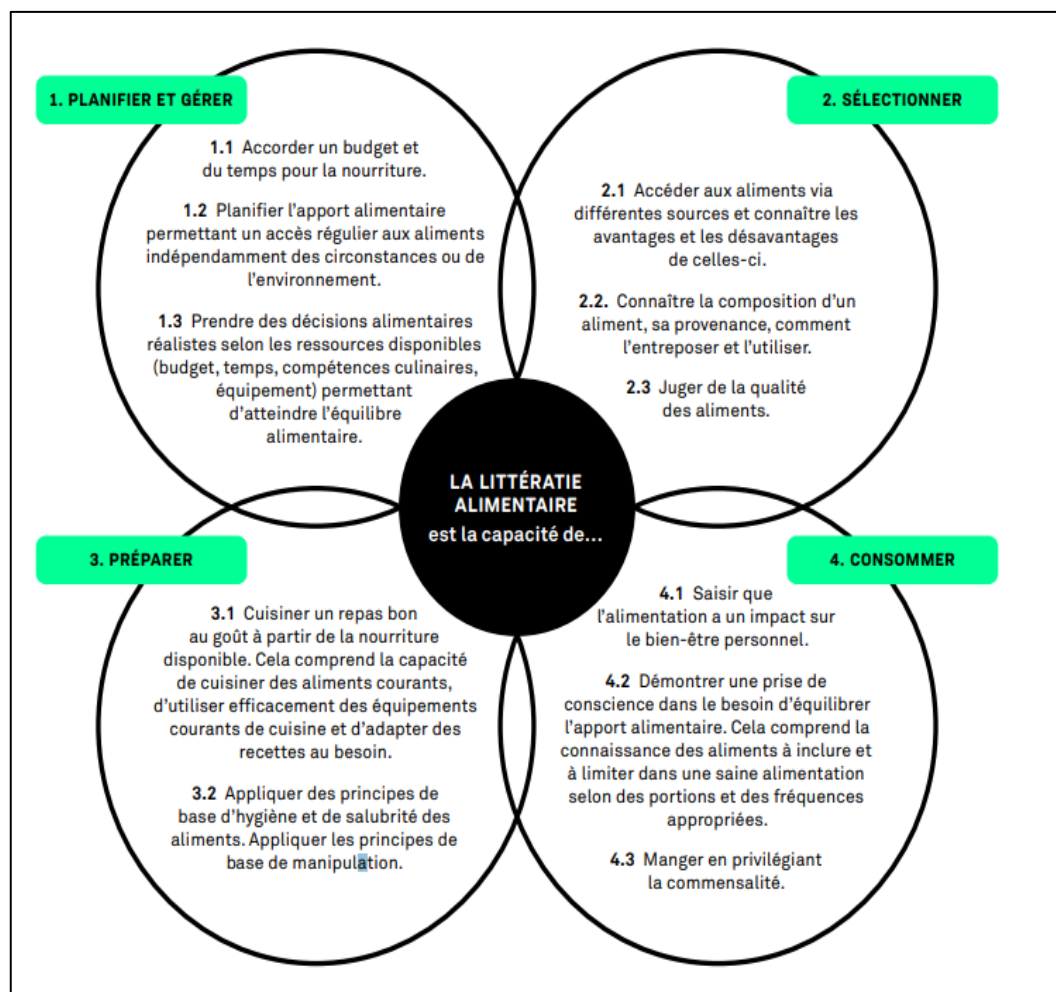 1. PLANIFIER ET GÉRER
1.1 Accorder un budget et
du temps pour la nourriture.
1.2 Planifier l’apport alimentaire
permettant un accès régulier aux aliments
indépendamment des circonstances ou de
l’environnement.
1.3 Prendre des décisions alimentaires
réalistes selon les ressources disponibles
(budget, temps, compétences culinaires,
équipement) permettant
d’atteindre l’équilibre
alimentaire.
2. SÉLECTIONNER
2.1 Accéder aux aliments via
différentes sources et connaître les
avantages et les désavantages
de celles-ci.
2.2. Connaître la composition d’un
aliment, sa provenance, comment
l’entreposer et l’utiliser.
2.3 Juger de la qualité
des aliments.
LA LITTÉRATIE
ALIMENTAIRE
est la capacité de...
3. PRÉPARER
3.1 Cuisiner un repas bon
au goût à partir de la nourriture
disponible. Cela comprend la capacité
de cuisiner des aliments courants,
d’utiliser efficacement des équipements
courants de cuisine et d’adapter des
recettes au besoin.
3.2 Appliquer des principes de
base d’hygiène et de salubrité des
aliments. Appliquer les principes de
base de manipulation.
4. CONSOMMER
4.1 Saisir que
l’alimentation a un impact sur
le bien-être personnel.
4.2 Démontrer une prise de
conscience dans le besoin d’équilibrer
l’apport alimentaire. Cela comprend la
connaissance des aliments à inclure et
à limiter dans une saine alimentation
selon des portions et des fréquences
appropriées.
4.3 Manger en privilégiant
la commensalité.